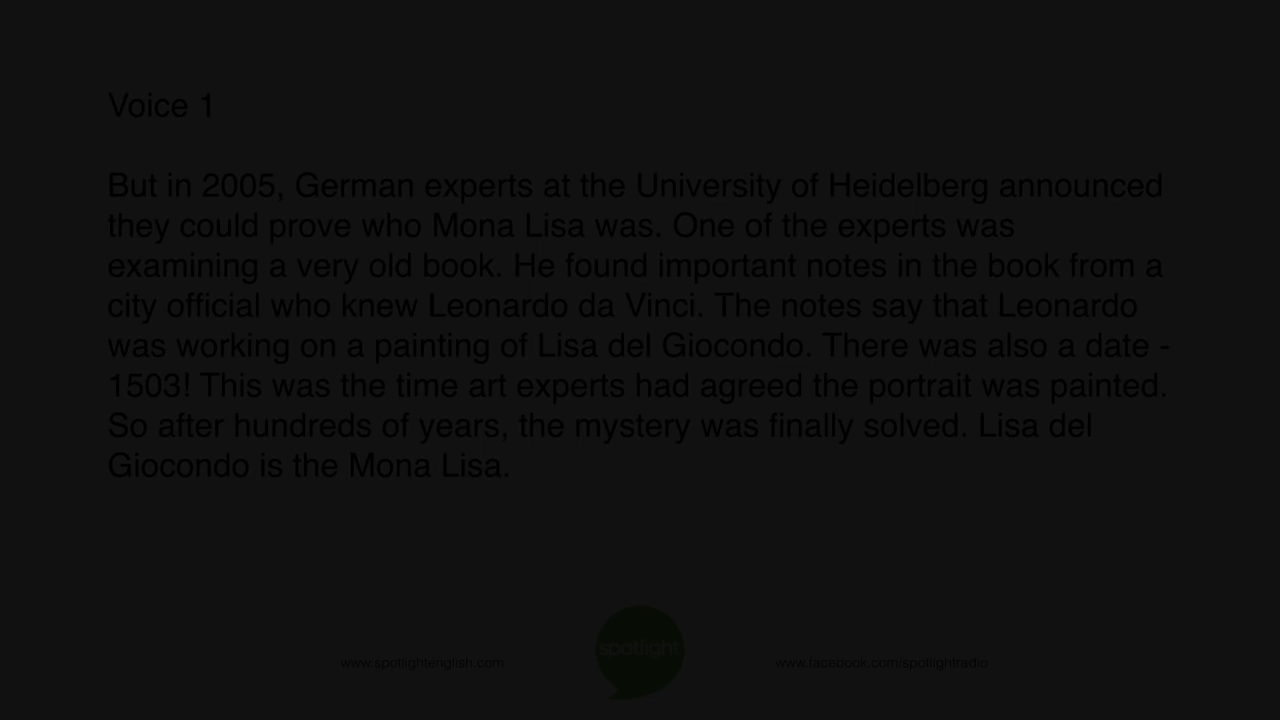 Voice 1
But in 2005, German experts at the University of Heidelberg announced
they could prove who Mona Lisa was. One of the experts was
examining a very old book. He found important notes in the book from a
city official who knew Leonardo da Vinci. The notes say that Leonardo
was working on a painting of Lisa del Giocondo. There was also a date -
1503! This was the time art experts had agreed the portrait was painted.
So after hundreds of years, the mystery was finally solved. Lisa del
Giocondo is the Mona Lisa.
spotlight
www.spotlightenglish.com
www.facebook.com/spotlightradio